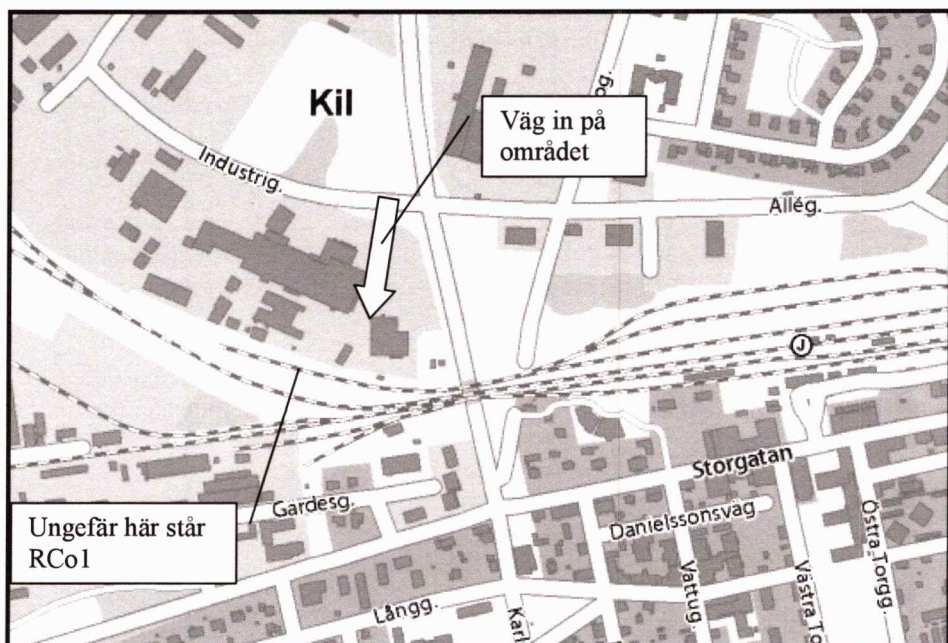 Kil
Väg in på
området
Industrig.
Allég.
J
Storgatan
Ungefär här står
RCo1
Gärdesg.
Danielssonsväg
Östra Torgg.
Långg.
Vattug.
Västra To
Karl